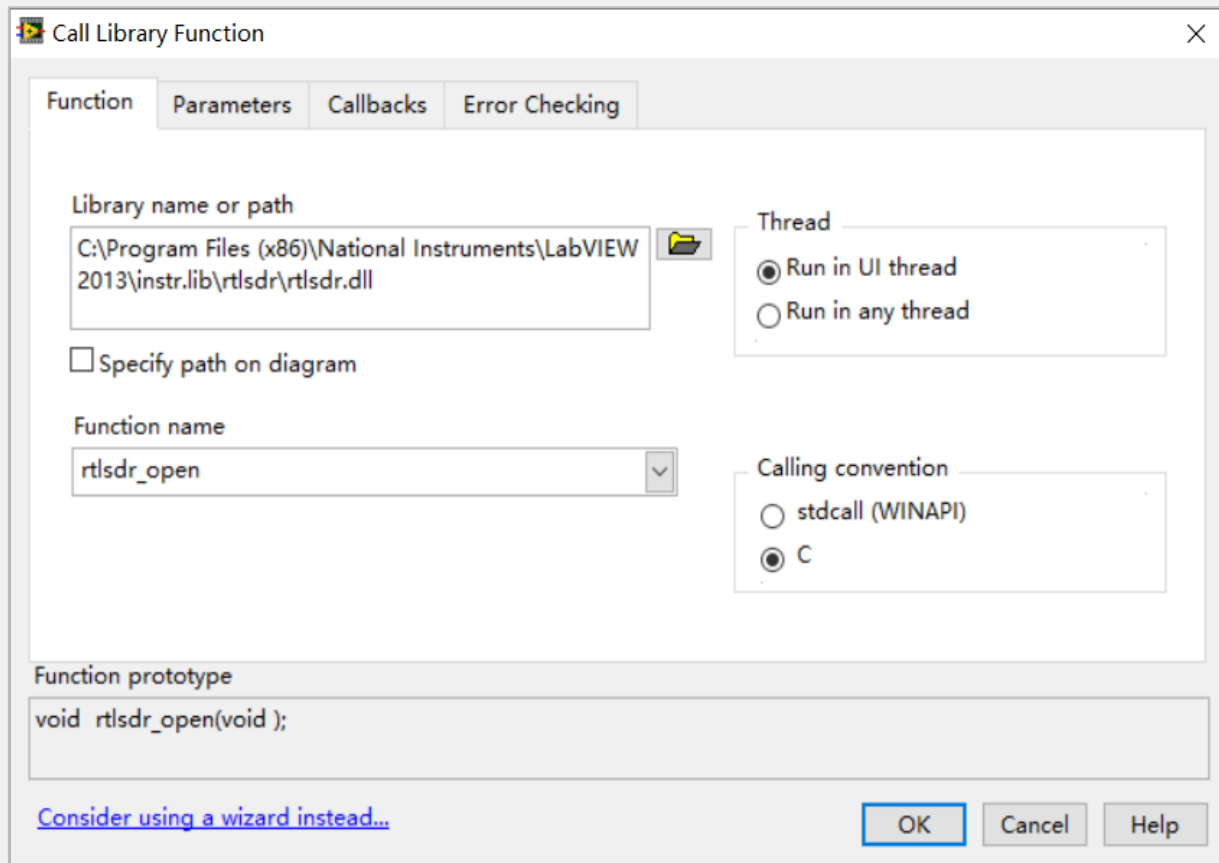 Call Library Function
Function
Parameters
Callbacks
Error Checking
Library name or path
C:\Program Files (x86)\National Instruments\LabVIEW
2013\instr.lib\rtlsdr\rtlsdr.dll
Specify path on diagram
Function name
rtlsdr_open
Thread
Run in UI thread
Run in any thread
Calling convention
stdcall (WINAPI)
C
Function prototype
void  rtlsdr_open(void );
Consider using a wizard instead...
OK
Cancel
Help